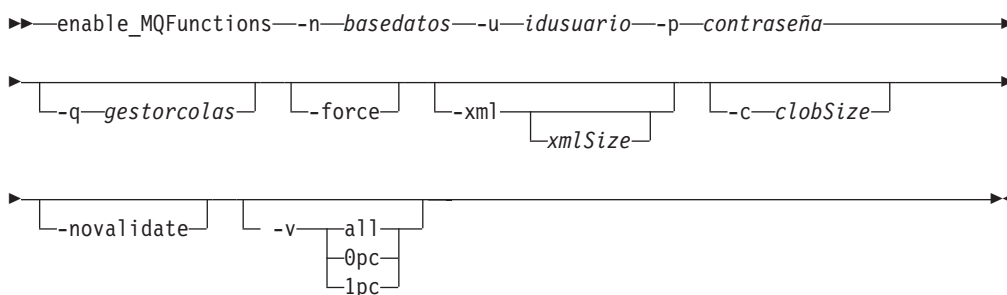 enable_MQFunctions -n basedatos -u idusuario -p contraseña
-q gestorcolas -force -xml -c clobSize
xmlSize
-novalidate -v all
0pc
1pc